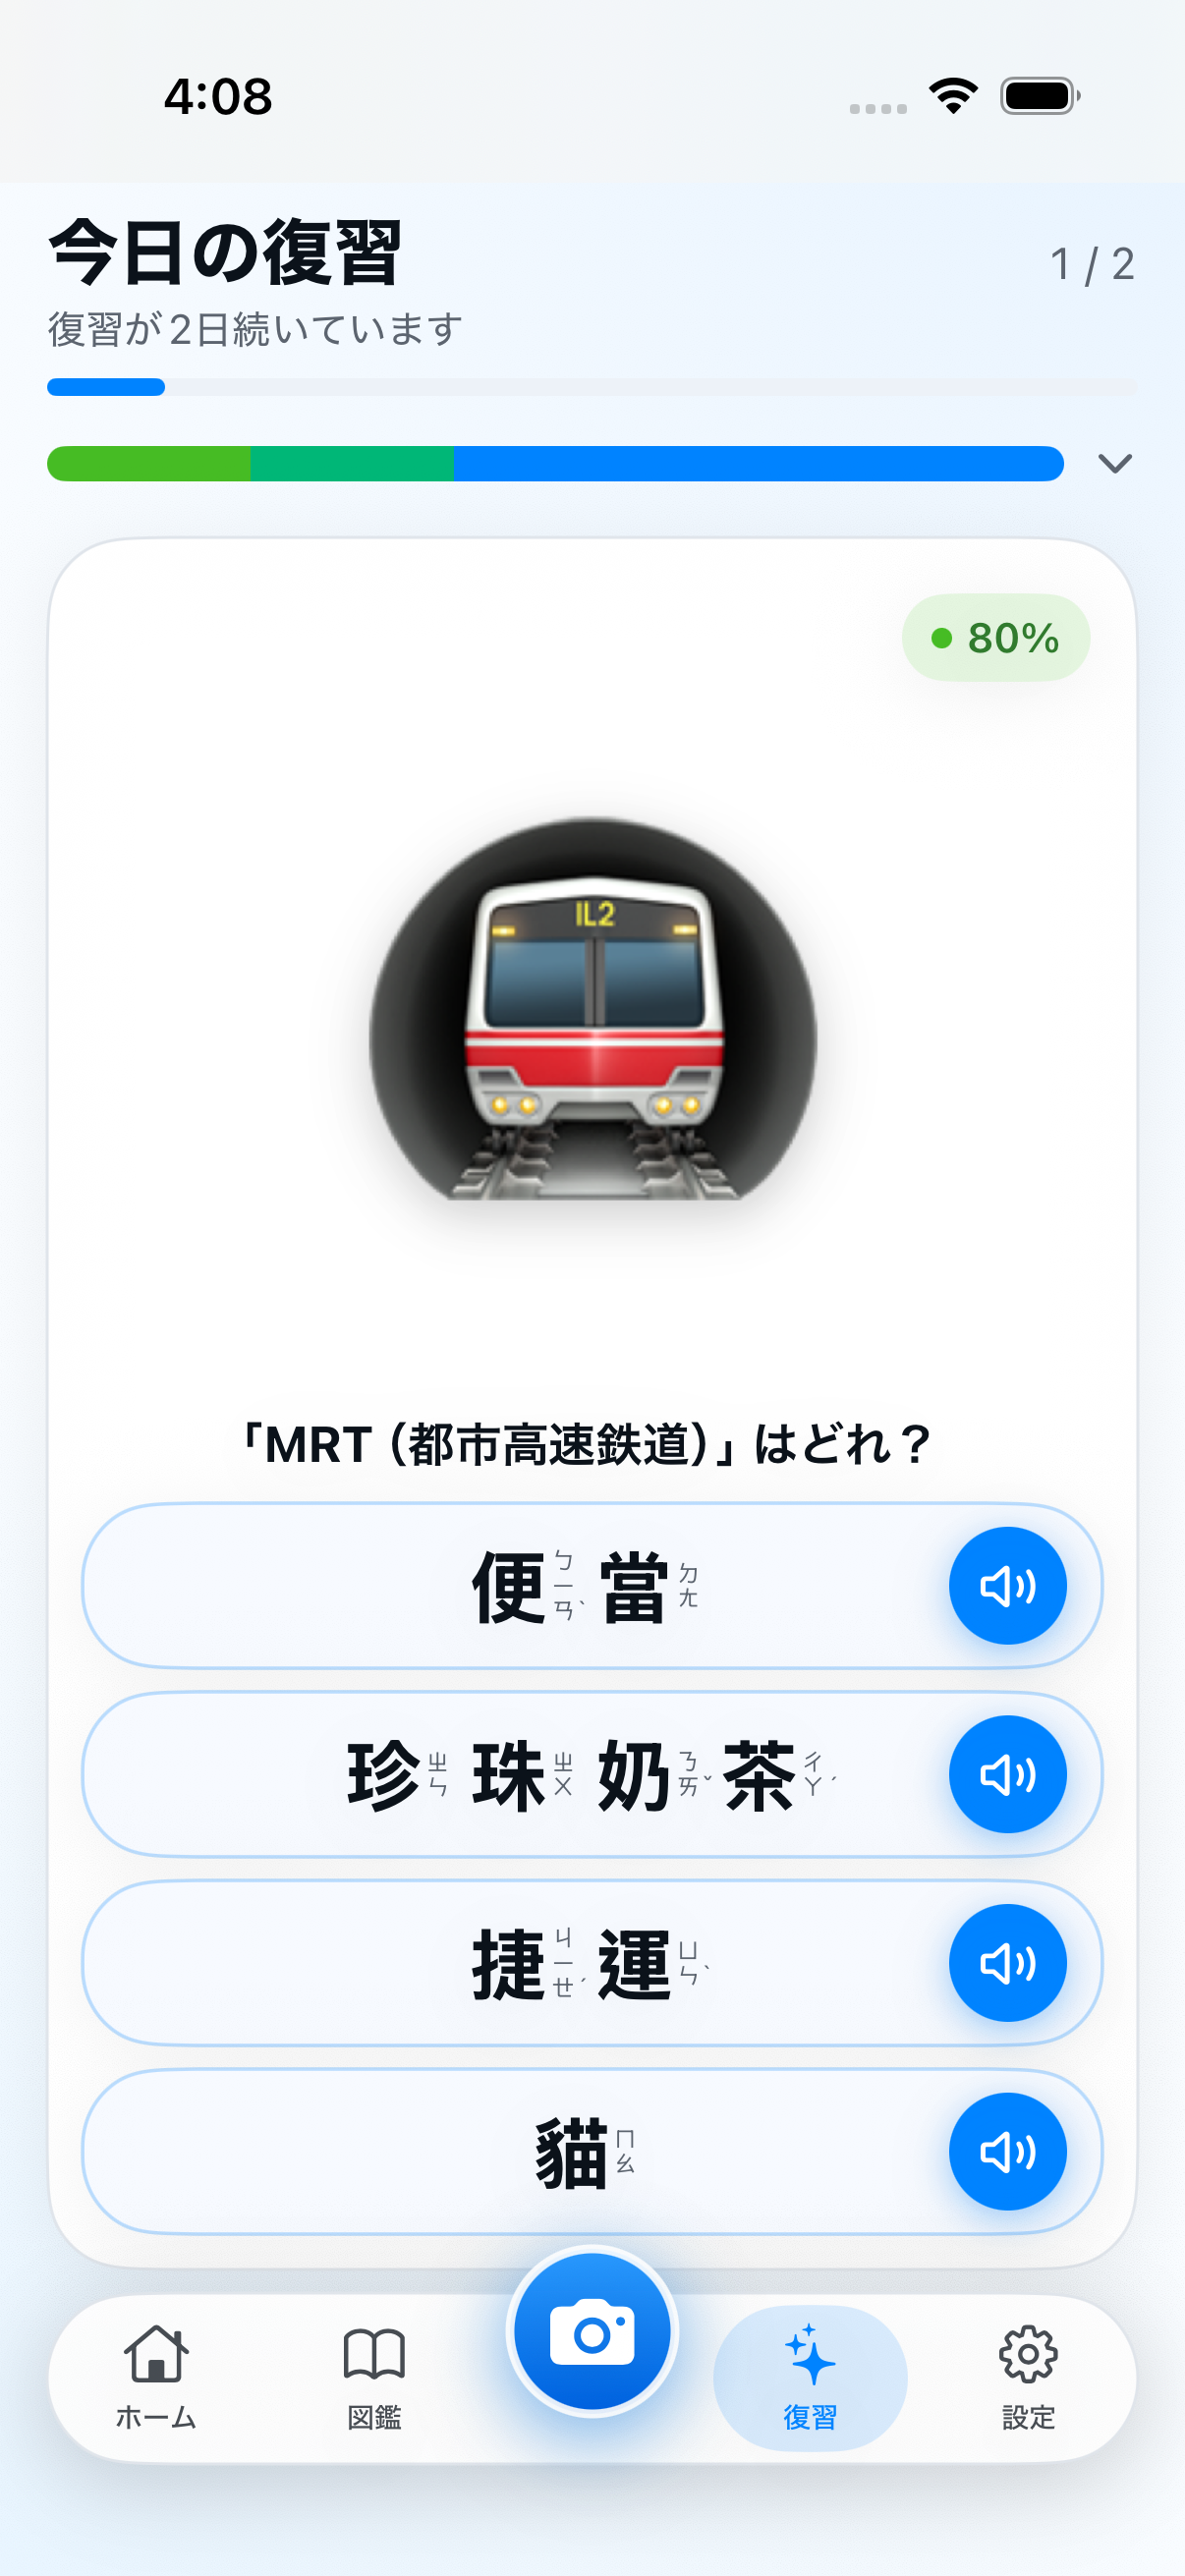 4:08
今日の復習
1 / 2
復習が2日続いています
80%
IL2
「MRT（都市高速鉄道）」はどれ？
便ㄅㄧㄢˋ當ㄉㄤ
珍ㄓㄣ珠ㄓㄨ奶ㄋㄞˇ茶ㄔㄚˊ
捷ㄐㄧㄝˊ運ㄩㄣˋ
貓ㄇㄠ
ホーム
図鑑
復習
設定